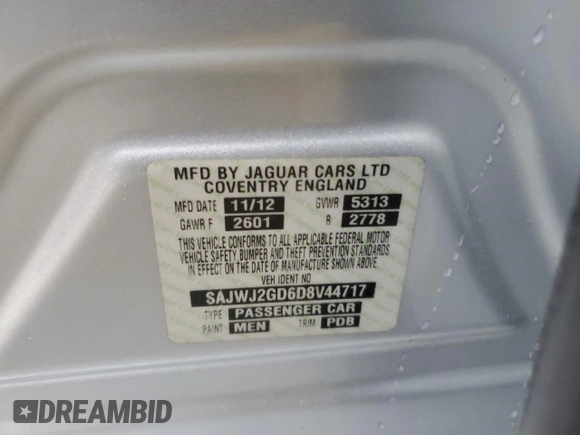 MFD BY JAGUAR CARS LTD
COVENTRY ENGLAND
MFD DATE 11/12 GVWR 5313
GAWR F 2601 R 2778
THIS VEHICLE CONFORMS TO ALL APPLICABLE FEDERAL MOTOR
VEHICLE SAFETY BUMPER AND THEFT PREVENTION STANDARDS
IN EFFECT ON THE DATE OF MANUFACTURE SHOWN ABOVE
VEH IDENT NO
SAJWJ2GD6D8V44717
TYPE PASSENGER CAR
PAINT MEN TRIM PDB
DREAMBID